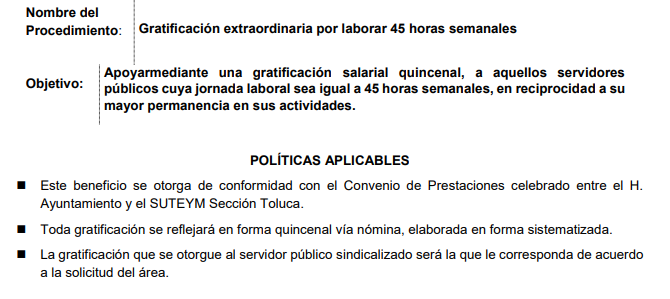 Nombre del
Procedimiento: Gratificación extraordinaria por laborar 45 horas semanales
Objetivo: Apoyarmediante una gratificación salarial quincenal, a aquellos servidores
públicos cuya jornada laboral sea igual a 45 horas semanales, en reciprocidad a su
mayor permanencia en sus actividades.
POLÍTICAS APLICABLES
■ Este beneficio se otorga de conformidad con el Convenio de Prestaciones celebrado entre el H.
Ayuntamiento y el SUTEYM Sección Toluca.
■ Toda gratificación se reflejará en forma quincenal vía nómina, elaborada en forma sistematizada.
■ La gratificación que se otorgue al servidor público sindicalizado será la que le corresponda de acuerdo
a la solicitud del área.